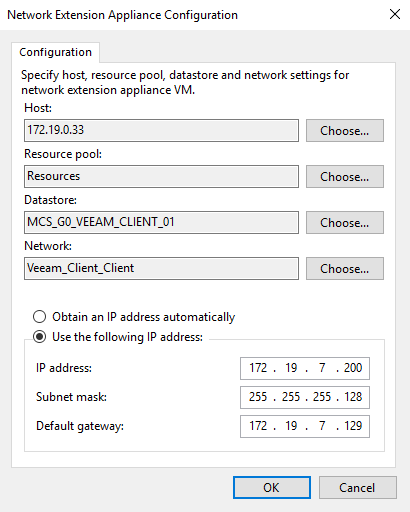 Network Extension Appliance Configuration
Configuration
Specify host, resource pool, datastore and network settings for
network extension appliance VM.
Host:
172.19.0.33 Choose...
Resource pool:
Resources Choose...
Datastore:
MCS_G0_VEEAM_CLIENT_01 Choose...
Network:
Veeam_Client_Client Choose...
Obtain an IP address automatically
Use the following IP address:
IP address: 172 . 19 . 7 . 200
Subnet mask: 255 . 255 . 255 . 128
Default gateway: 172 . 19 . 7 . 129
OK Cancel